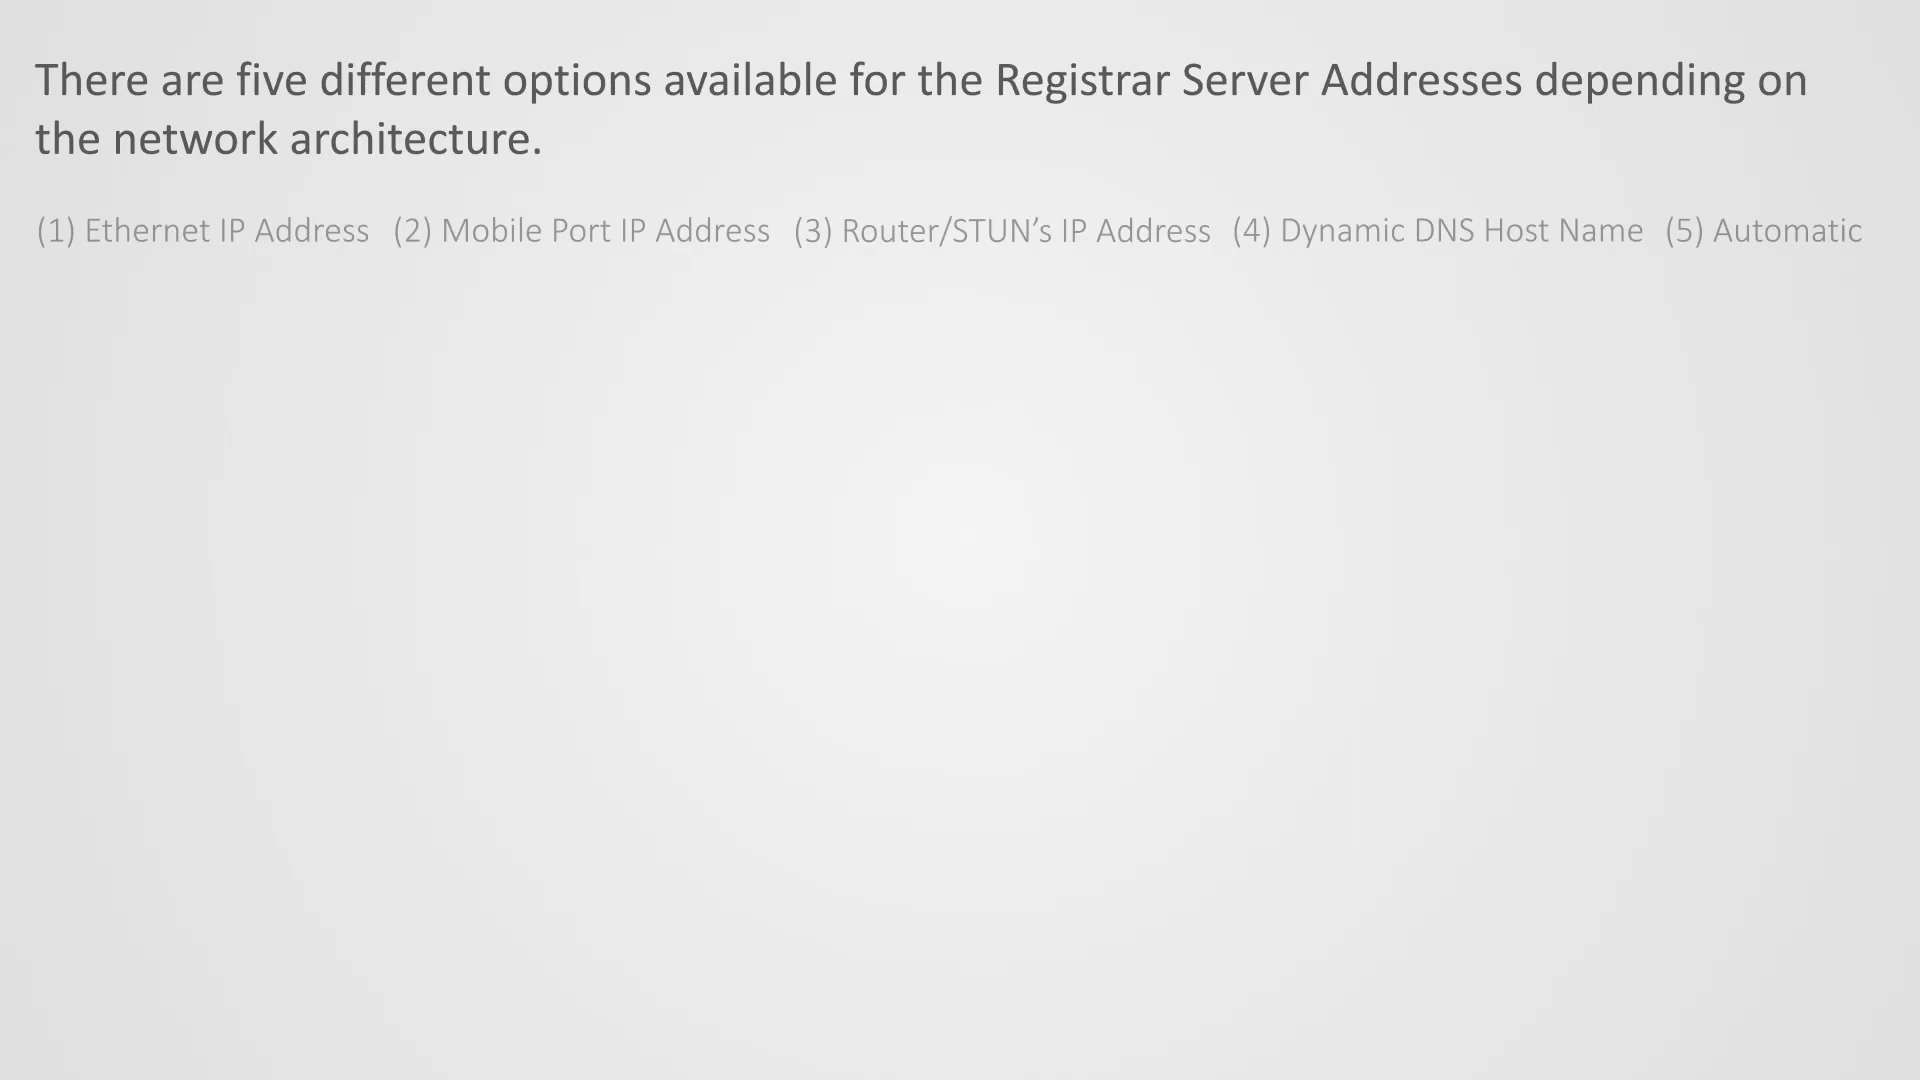 There are five different options available for the Registrar Server Addresses depending on
the network architecture.
(1) Ethernet IP Address (2) Mobile Port IP Address (3) Router/STUN’s IP Address (4) Dynamic DNS Host Name (5) Automatic